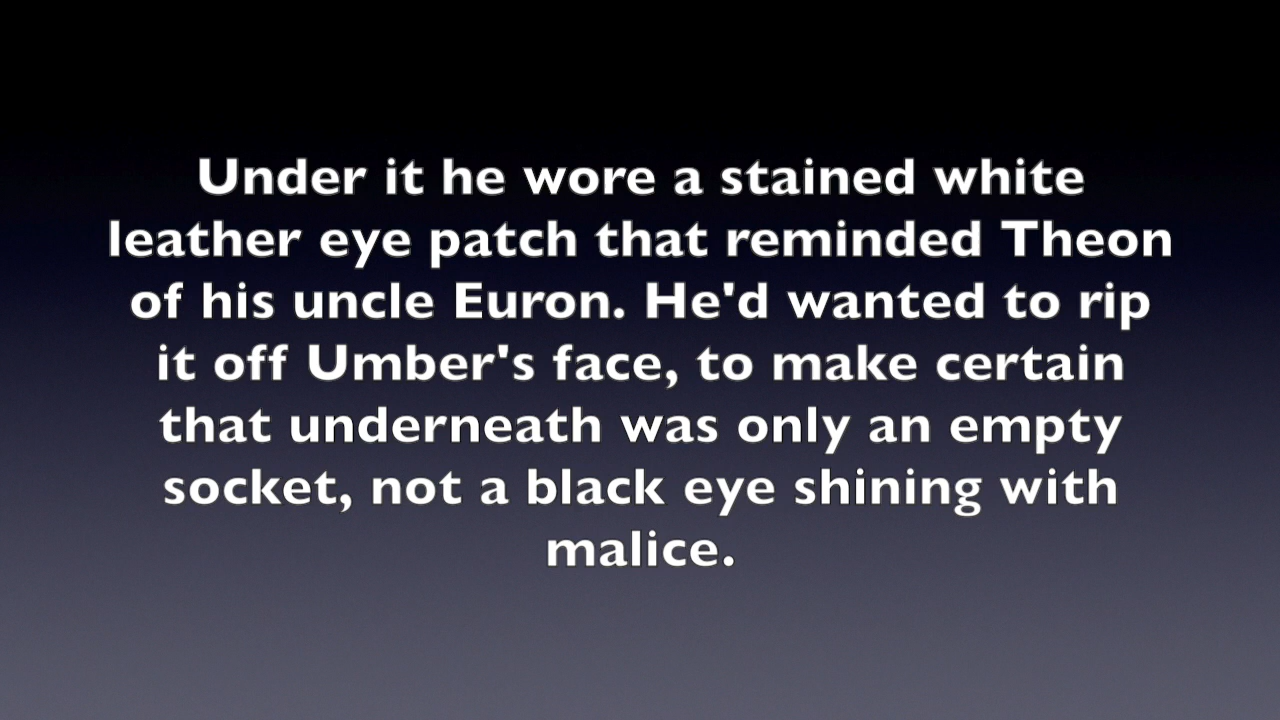 Under it he wore a stained white
leather eye patch that reminded Theon
of his uncle Euron. He'd wanted to rip
it off Umber's face, to make certain
that underneath was only an empty
socket, not a black eye shining with
malice.